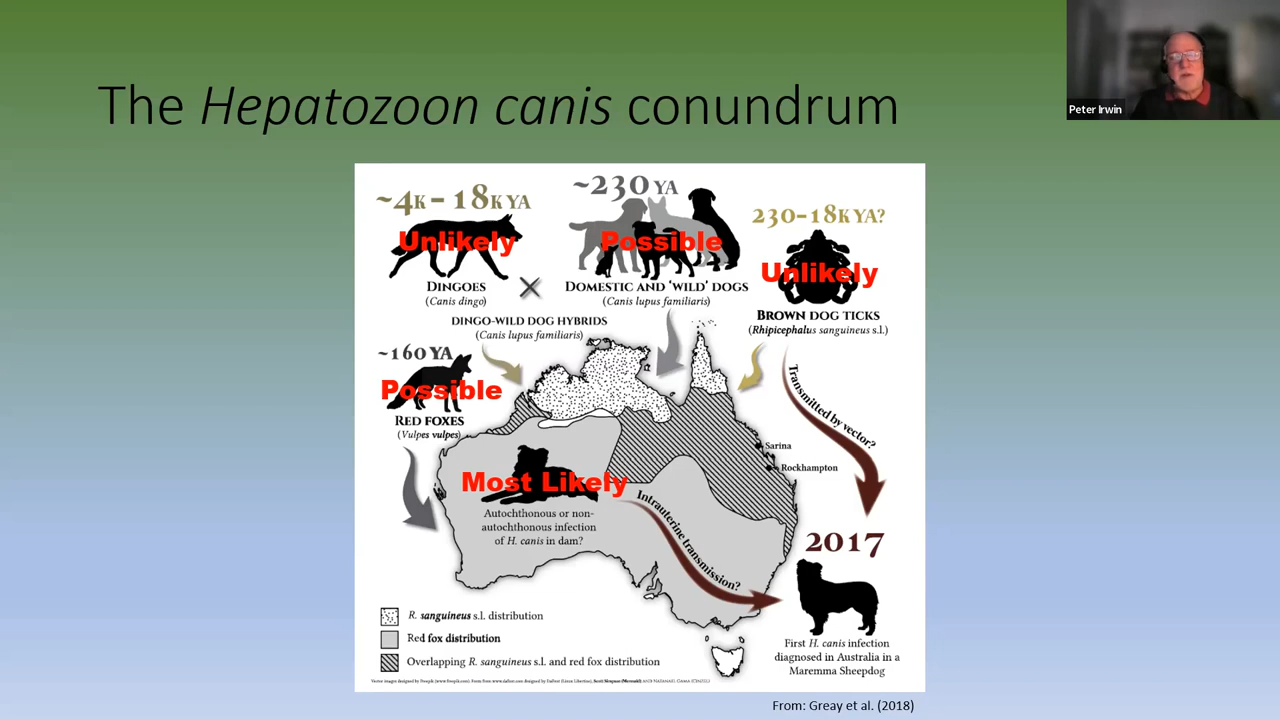 The Hepatozoon canis conundrum
Peter Irwin
~4K – 18K YA
Unlikely
DINGOES
(Canis dingo)
~230 YA
Possible
DOMESTIC AND 'WILD' DOGS
(Canis lupus familiaris)
230–18K YA?
Unlikely
BROWN DOG TICKS
(Rhipicephalus sanguineus s.l.)
DINGO-WILD DOG HYBRIDS
(Canis lupus familiaris)
~160 YA
Possible
RED FOXES
(Vulpes vulpes)
Transmitted by vector?
Sarina
Rockhampton
Most Likely
Autochthonous or non-
autochthonous infection
of H. canis in dam?
Intrauterine transmission?
2017
First H. canis infection
diagnosed in Australia in a
Maremma Sheepdog
R. sanguineus s.l. distribution
Red fox distribution
Overlapping R. sanguineus s.l. and red fox distribution
From: Greay et al. (2018)